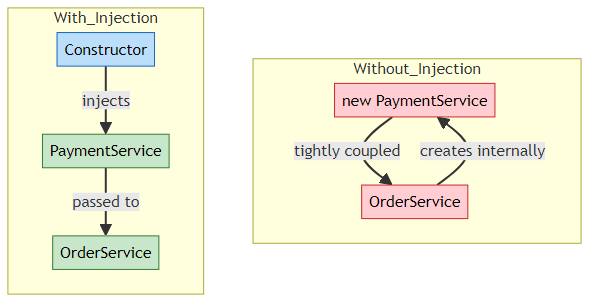 With_Injection
Constructor
injects
PaymentService
passed to
OrderService
Without_Injection
new PaymentService
tightly coupled
creates internally
OrderService